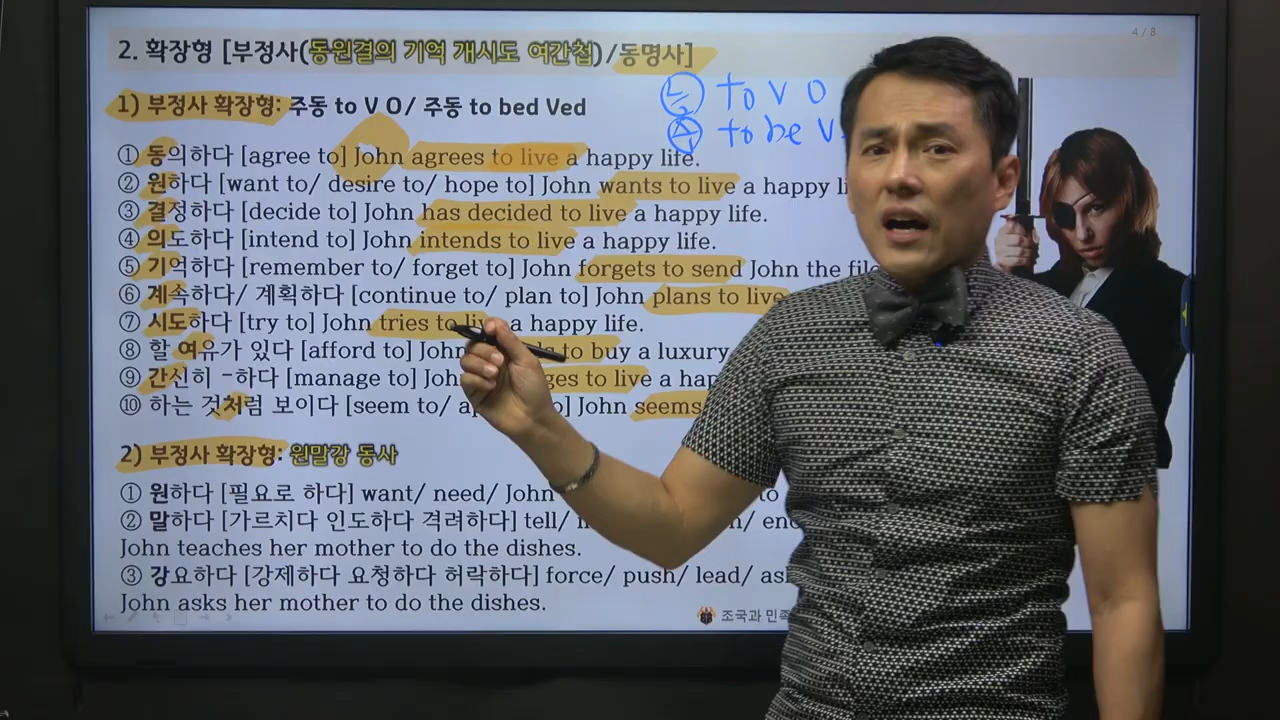 4 / 8
2. 확장형 [부정사(동원결의 기억 개시도 여간첩)/동명사]
1) 부정사 확장형: 주동 to V O/ 주동 to bed Ved
to V O
to be V
① 동의하다 [agree to] John agrees to live a happy life.
② 원하다 [want to/ desire to/ hope to] John wants to live a happy
③ 결정하다 [decide to] John has decided to live a happy life.
④ 의도하다 [intend to] John intends to live a happy life.
⑤ 기억하다 [remember to/ forget to] John forgets to send John the
⑥ 계속하다/ 계획하다 [continue to/ plan to] John plans to live
⑦ 시도하다 [try to] John tries to a happy life.
⑧ 할 여유가 있다 [afford to] John to buy a luxury
⑨ 간신히 -하다 [manage to] to live a
⑩ 하는 것처럼 보이다 [seem to/ John seems
2) 부정사 확장형: 원말강 동사
① 원하다 [필요로 하다] want/ need/ John to
② 말하다 [가르치다 인도하다 격려하다] tell/
John teaches her mother to do the dishes.
③ 강요하다 [강제하다 요청하다 허락하다] force/ push/ lead/
John asks her mother to do the dishes.
조국과